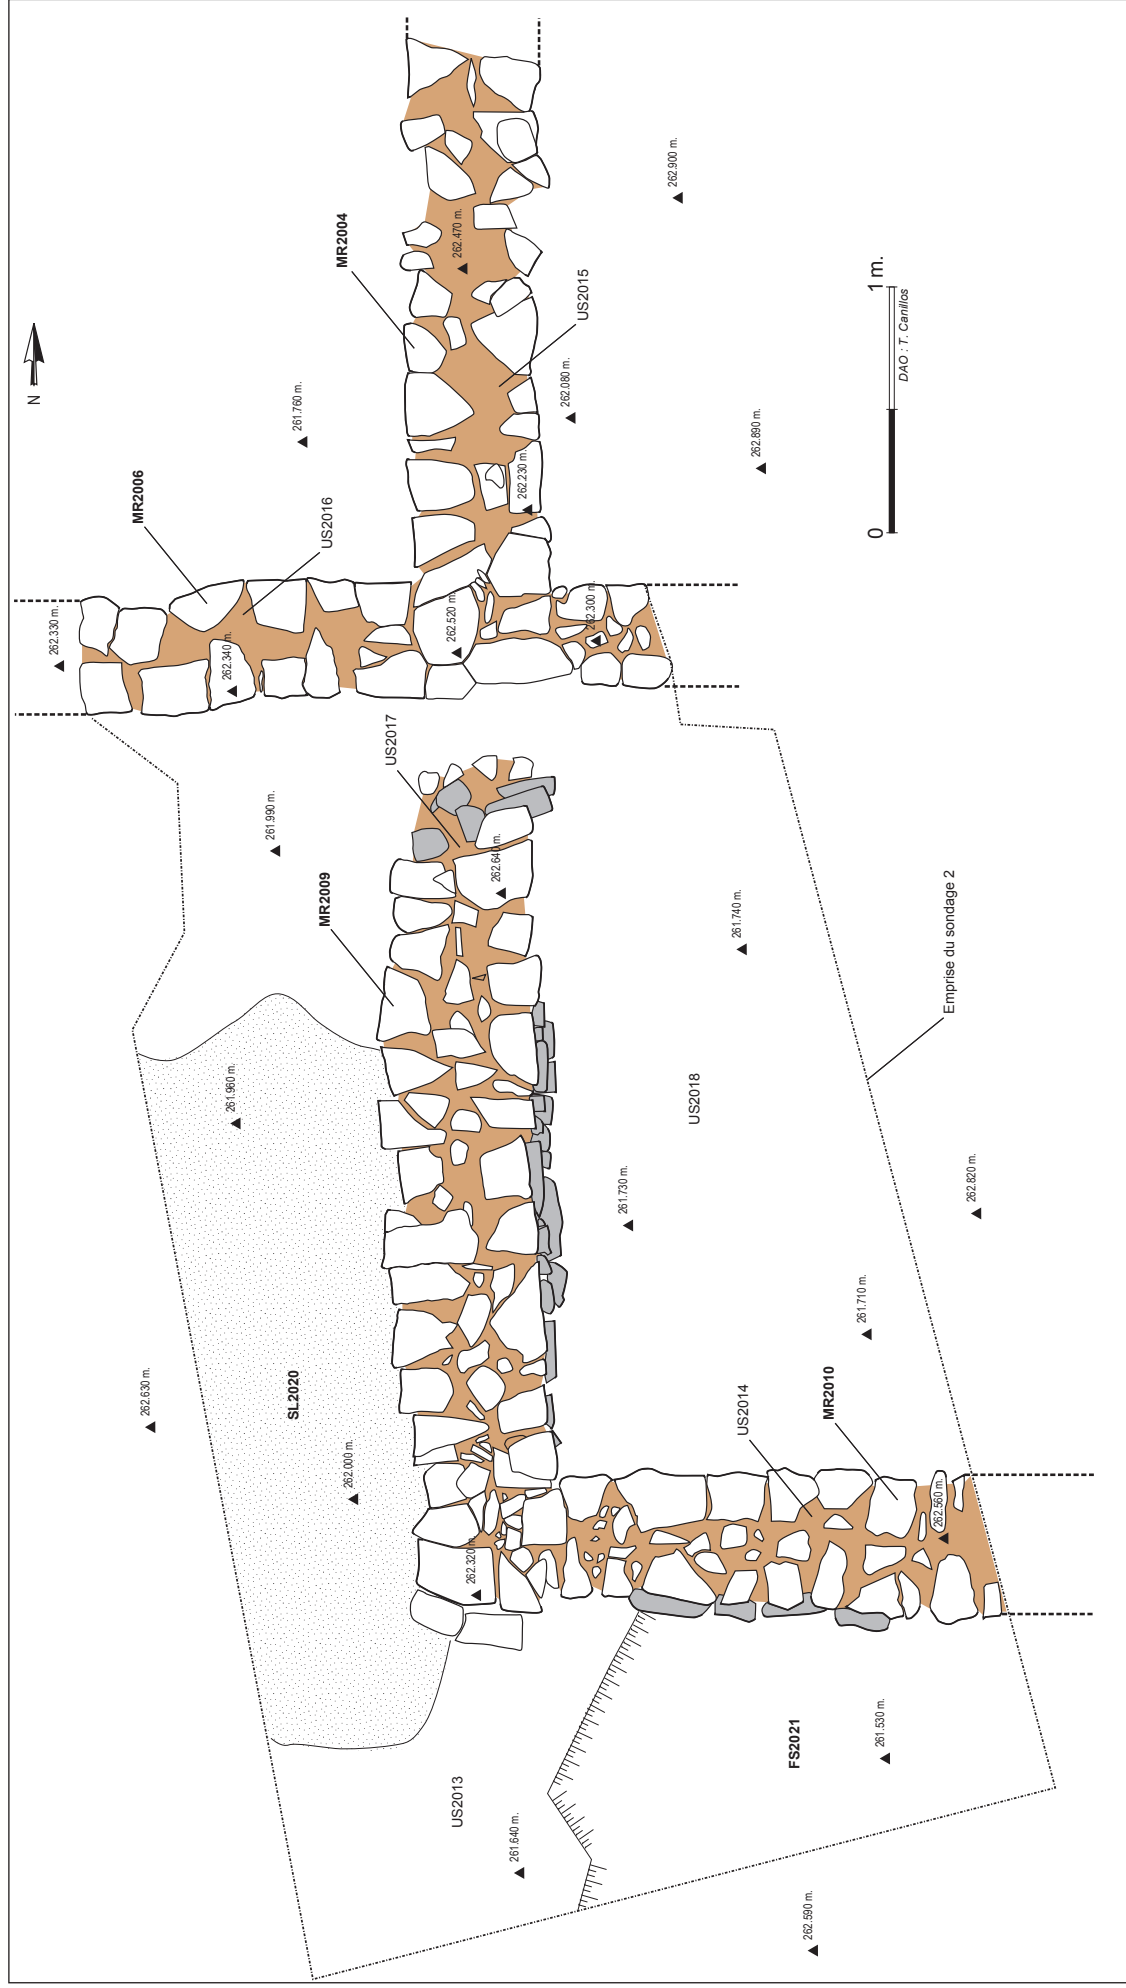 N
262.900 m.
MR2004
262.470 m.
US2015
1 m.
DAO : T. Canillos
0
261.760 m.
262.080 m.
262.890 m.
MR2006
US2016
262.230 m.
262.330 m.
262.340 m.
262.520 m.
262.300 m.
US2017
261.990 m.
262.640 m.
MR2009
261.740 m.
Emprise du sondage 2
261.960 m.
US2018
261.730 m.
262.820 m.
261.710 m.
262.630 m.
SL2020
US2014
MR2010
262.000 m.
262.560 m.
262.320 m.
US2013
FS2021
261.530 m.
261.640 m.
262.590 m.